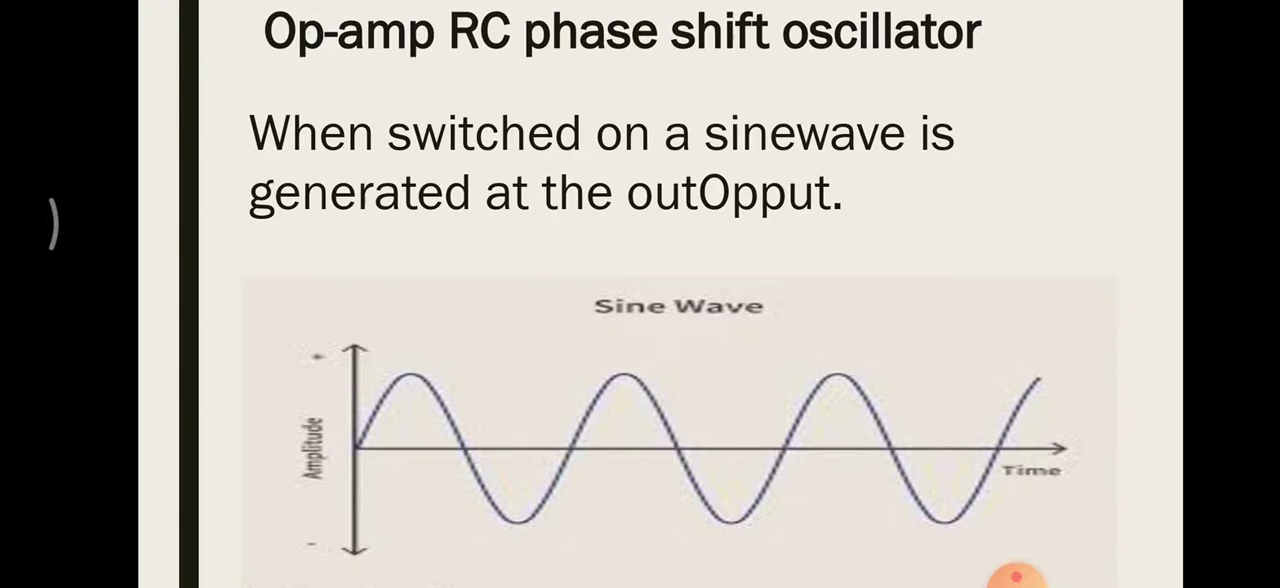 Op-amp RC phase shift oscillator
When switched on a sinewave is
generated at the outOpput.
Sine Wave
+
Amplitude
Time
-